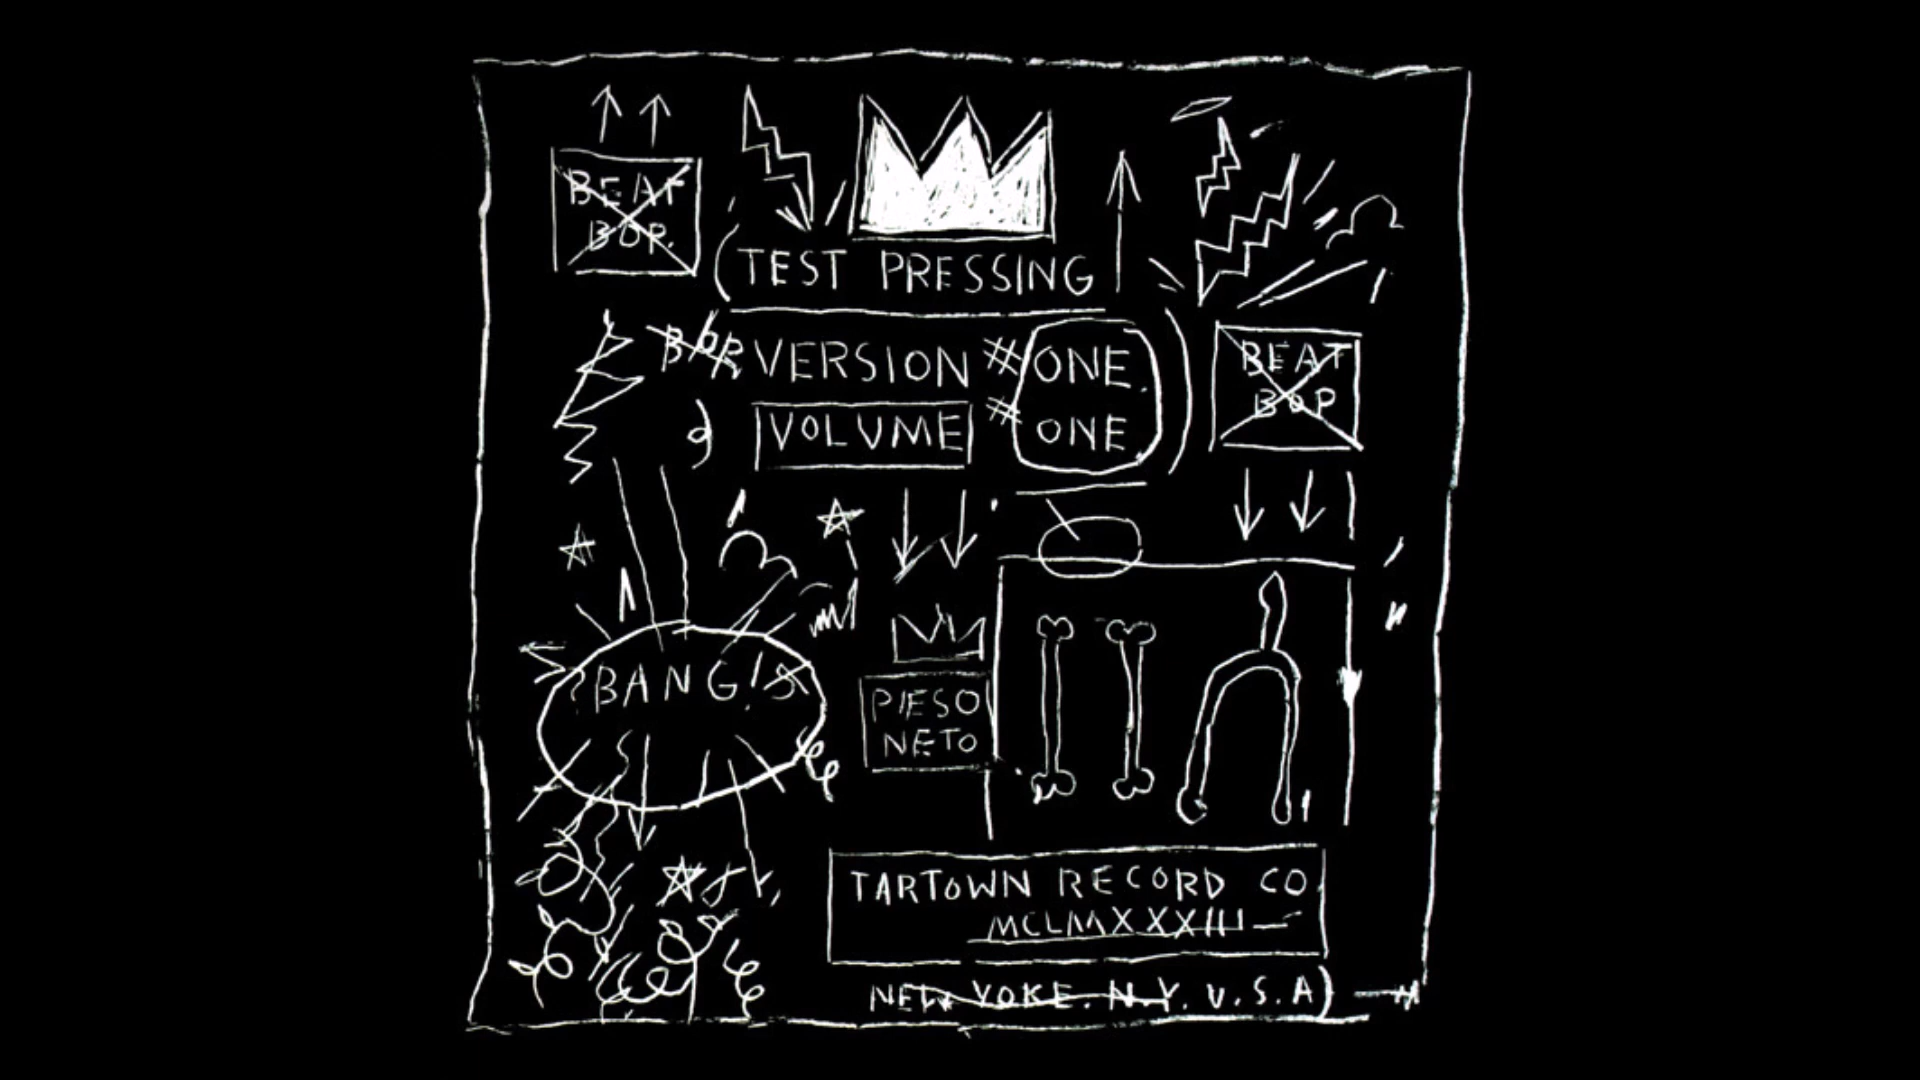 BEAT
BOP.
(TEST PRESSING
BOP VERSION # ONE.
VOLUME # ONE
)
BEAT
BOP
BANG!
PIESO
NETO
TARTOWN RECORD CO
MCLMXXXIII
NEW YOKE. N.Y. U.S.A)